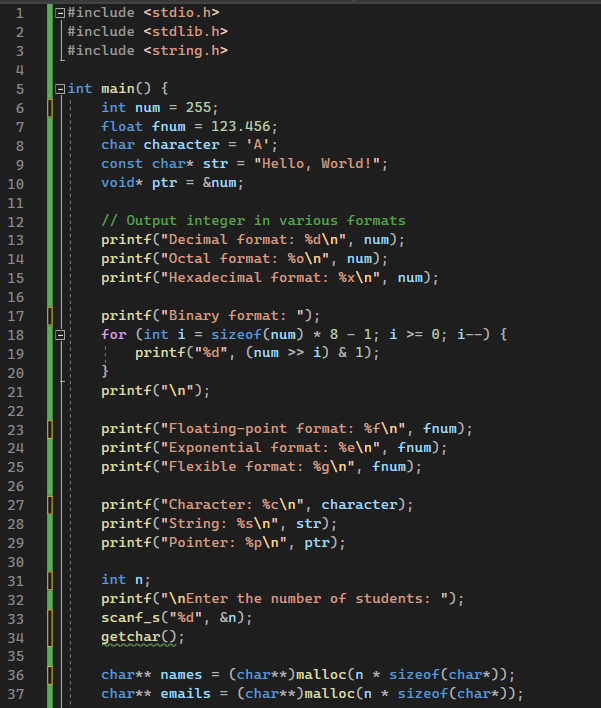 1 #include <stdio.h>
2 #include <stdlib.h>
3 #include <string.h>
4
5 int main() {
6 int num = 255;
7 float fnum = 123.456;
8 char character = 'A';
9 const char* str = "Hello, World!";
10 void* ptr = &num;
11
12 // Output integer in various formats
13 printf("Decimal format: %d\n", num);
14 printf("Octal format: %o\n", num);
15 printf("Hexadecimal format: %x\n", num);
16
17 printf("Binary format: ");
18 for (int i = sizeof(num) * 8 - 1; i >= 0; i--) {
19 printf("%d", (num >> i) & 1);
20 }
21 printf("\n");
22
23 printf("Floating-point format: %f\n", fnum);
24 printf("Exponential format: %e\n", fnum);
25 printf("Flexible format: %g\n", fnum);
26
27 printf("Character: %c\n", character);
28 printf("String: %s\n", str);
29 printf("Pointer: %p\n", ptr);
30
31 int n;
32 printf("\nEnter the number of students: ");
33 scanf_s("%d", &n);
34 getchar();
35
36 char** names = (char**)malloc(n * sizeof(char*));
37 char** emails = (char**)malloc(n * sizeof(char*));